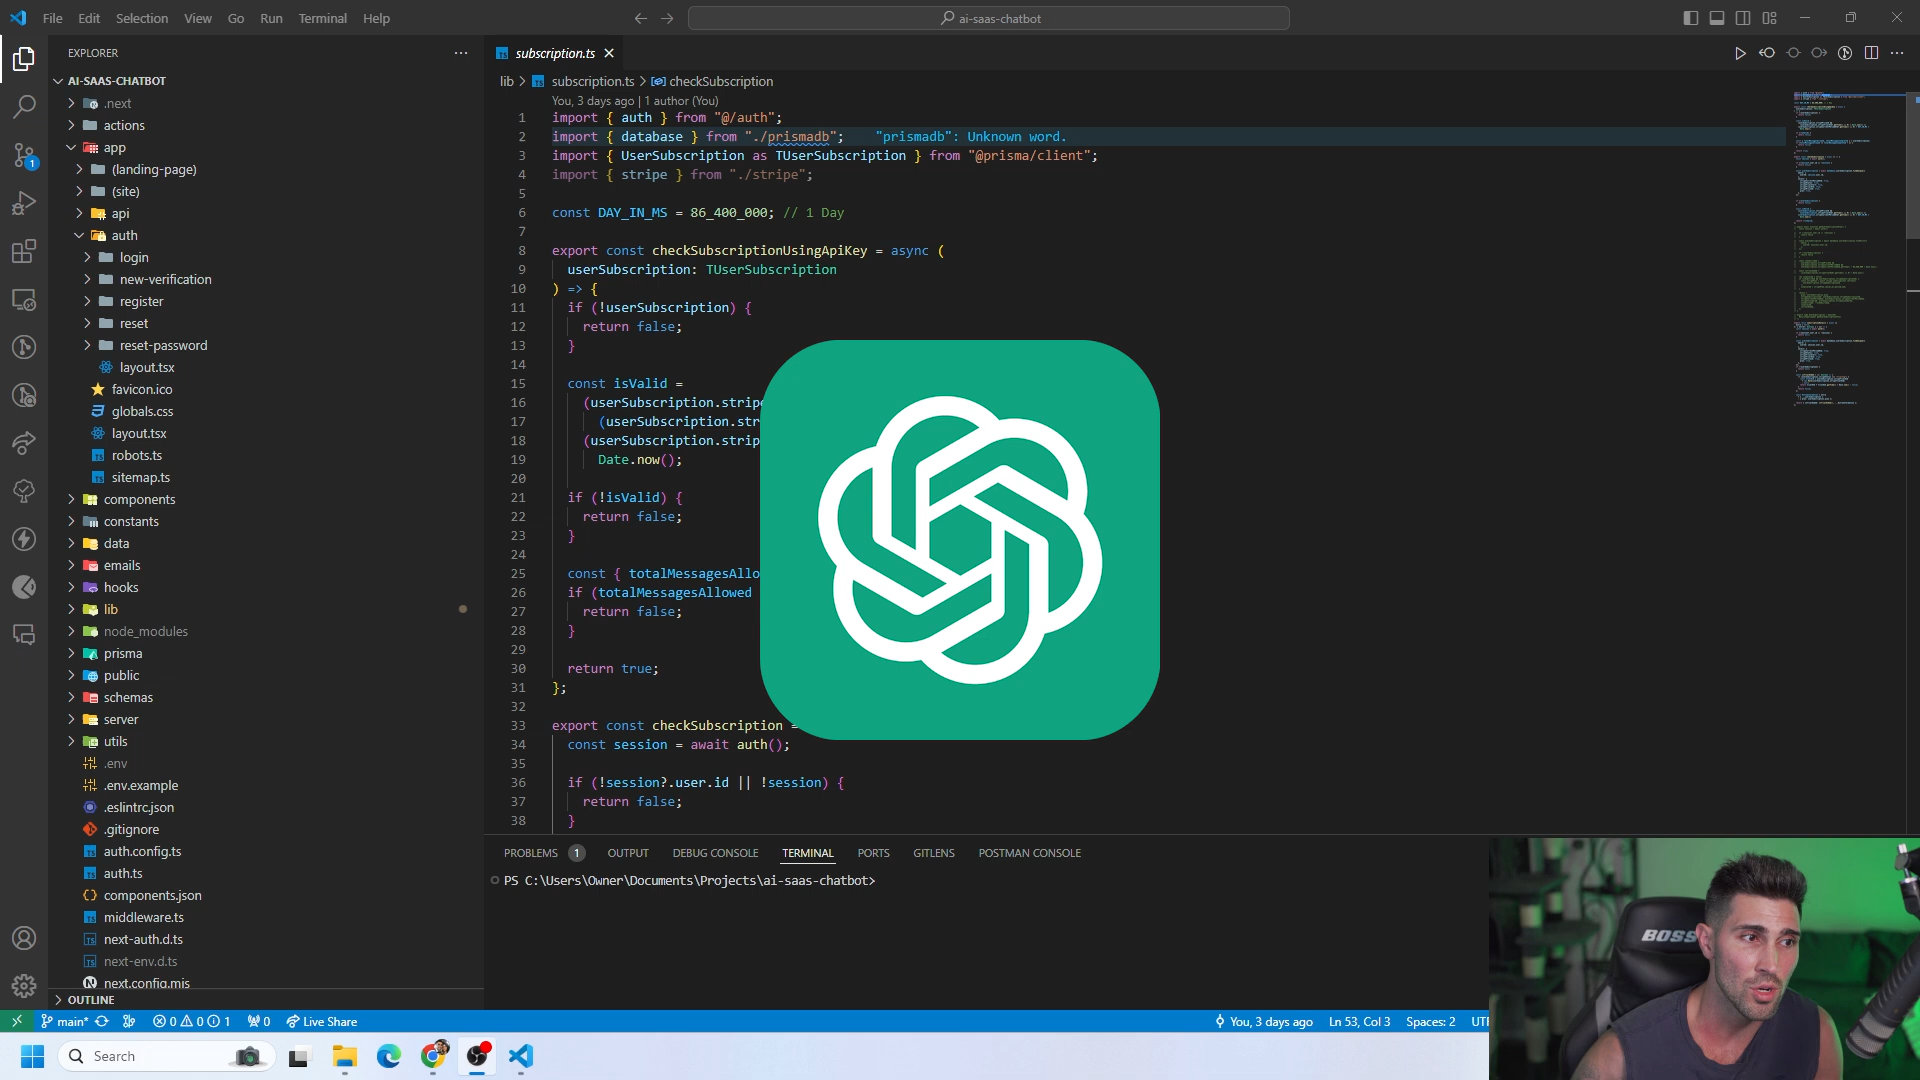 File Edit Selection View Go Run Terminal Help
ai-saas-chatbot
EXPLORER
AI-SAAS-CHATBOT
.next
actions
app
(landing-page)
(site)
api
auth
login
new-verification
register
reset
reset-password
layout.tsx
favicon.ico
globals.css
layout.tsx
robots.ts
sitemap.ts
components
constants
data
emails
hooks
lib
node_modules
prisma
public
schemas
server
utils
.env
.env.example
.eslintrc.json
.gitignore
auth.config.ts
auth.ts
components.json
middleware.ts
next-auth.d.ts
next-env.d.ts
next.config.mjs
OUTLINE
subscription.ts
lib > subscription.ts > checkSubscription
You, 3 days ago | 1 author (You)
1 import { auth } from "@/auth";
2 import { database } from "./prismadb"; "prismadb": Unknown word.
3 import { UserSubscription as TUserSubscription } from "@prisma/client";
4 import { stripe } from "./stripe";
5
6 const DAY_IN_MS = 86_400_000; // 1 Day
7
8 export const checkSubscriptionUsingApiKey = async (
9 userSubscription: TUserSubscription
10 ) => {
11 if (!userSubscription) {
12 return false;
13 }
14
15 const isValid =
16 (userSubscription.stripe
17 (userSubscription.str
18 (userSubscription.strip
19 Date.now();
20
21 if (!isValid) {
22 return false;
23 }
24
25 const { totalMessagesAllo
26 if (totalMessagesAllowed
27 return false;
28 }
29
30 return true;
31 };
32
33 export const checkSubscription =
34 const session = await auth();
35
36 if (!session?.user.id || !session) {
37 return false;
38 }
PROBLEMS 1 OUTPUT DEBUG CONSOLE TERMINAL PORTS GITLENS POSTMAN CONSOLE
PS C:\Users\Owner\Documents\Projects\ai-saas-chatbot>
BOSS
main* 0 0 1 0 Live Share You, 3 days ago Ln 53, Col 3 Spaces: 2 UTF
Search